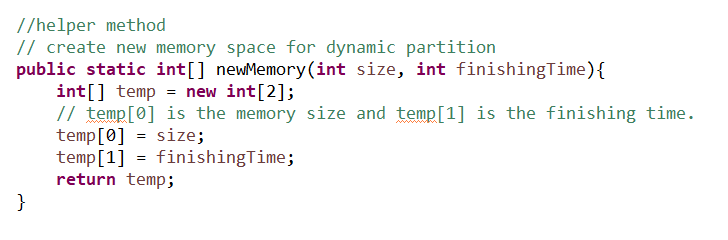 //helper method
// create new memory space for dynamic partition
public static int[] newMemory(int size, int finishingTime){
    int[] temp = new int[2];
    // temp[0] is the memory size and temp[1] is the finishing time.
    temp[0] = size;
    temp[1] = finishingTime;
    return temp;
}